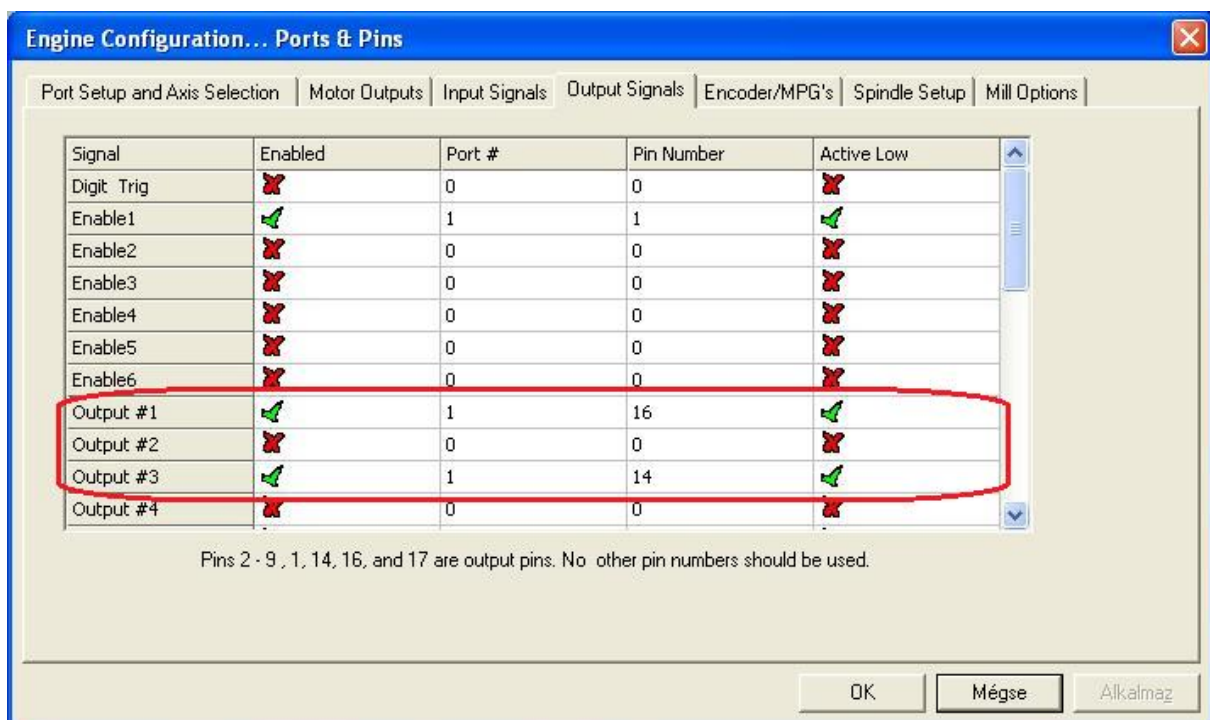 Engine Configuration... Ports & Pins
Port Setup and Axis Selection Motor Outputs Input Signals Output Signals Encoder/MPG's Spindle Setup Mill Options
Signal Enabled Port # Pin Number Active Low
Digit Trig 0 0
Enable1 1 1
Enable2 0 0
Enable3 0 0
Enable4 0 0
Enable5 0 0
Enable6 0 0
Output #1 1 16
Output #2 0 0
Output #3 1 14
Output #4 0 0
Pins 2 - 9 , 1, 14, 16, and 17 are output pins. No other pin numbers should be used.
OK Mégse Alkalmaz